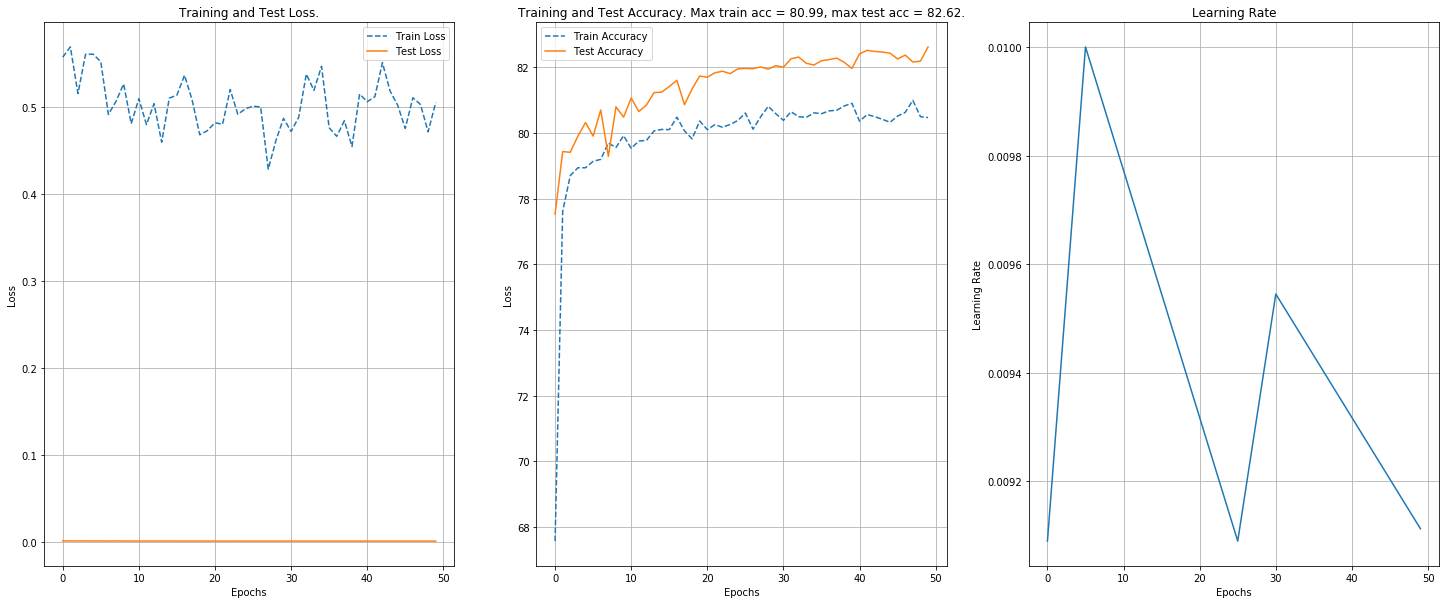 Training and Test Loss.
Train Loss
Test Loss
0.5
0.4
0.3
0.2
0.1
0.0
Loss
0
10
20
30
40
50
Epochs
Training and Test Accuracy. Max train acc = 80.99, max test acc = 82.62.
Train Accuracy
Test Accuracy
82
80
78
76
74
72
70
68
Loss
0
10
20
30
40
50
Epochs
Learning Rate
0.0100
0.0098
0.0096
0.0094
0.0092
Learning Rate
0
10
20
30
40
50
Epochs